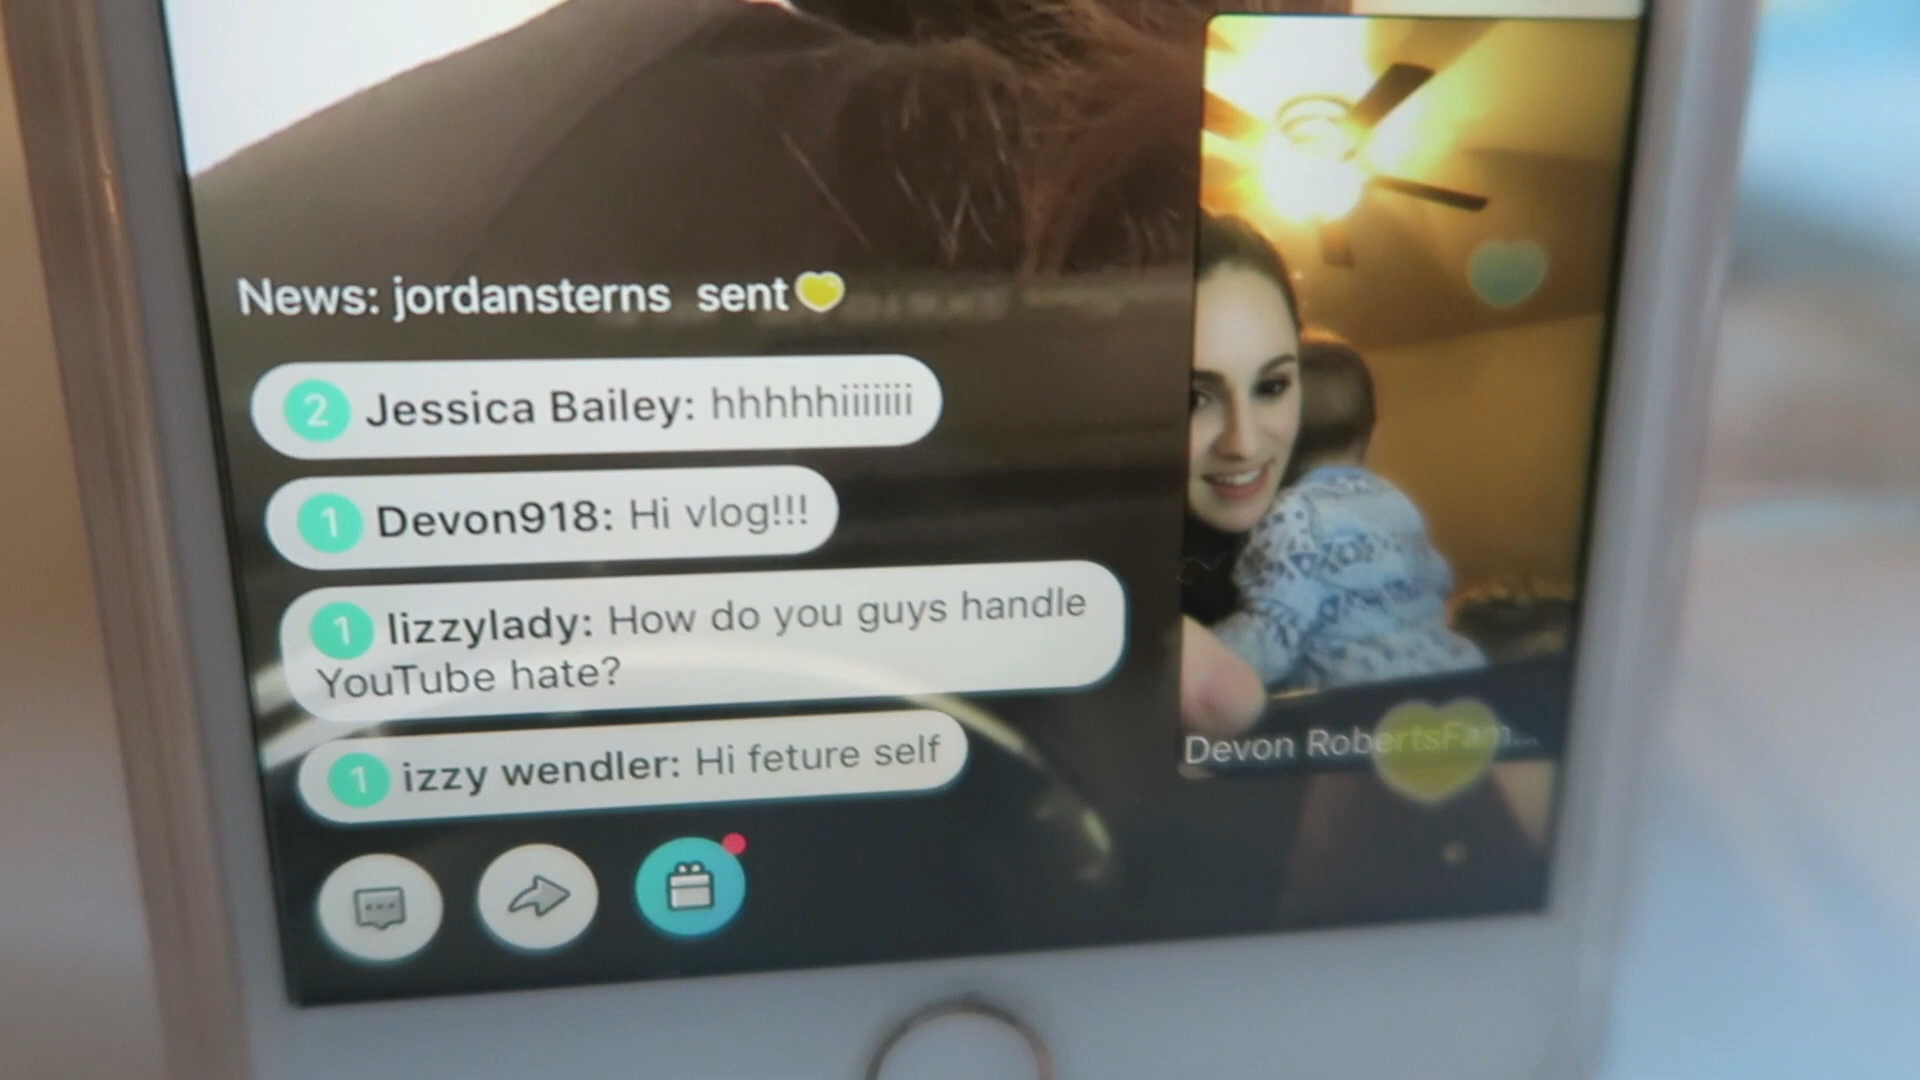 News: jordansterns sent💛
2 Jessica Bailey: hhhhhiiiiiii
1 Devon918: Hi vlog!!!
1 lizzylady: How do you guys handle
YouTube hate?
1 izzy wendler: Hi feture self
Devon RobertsFam...